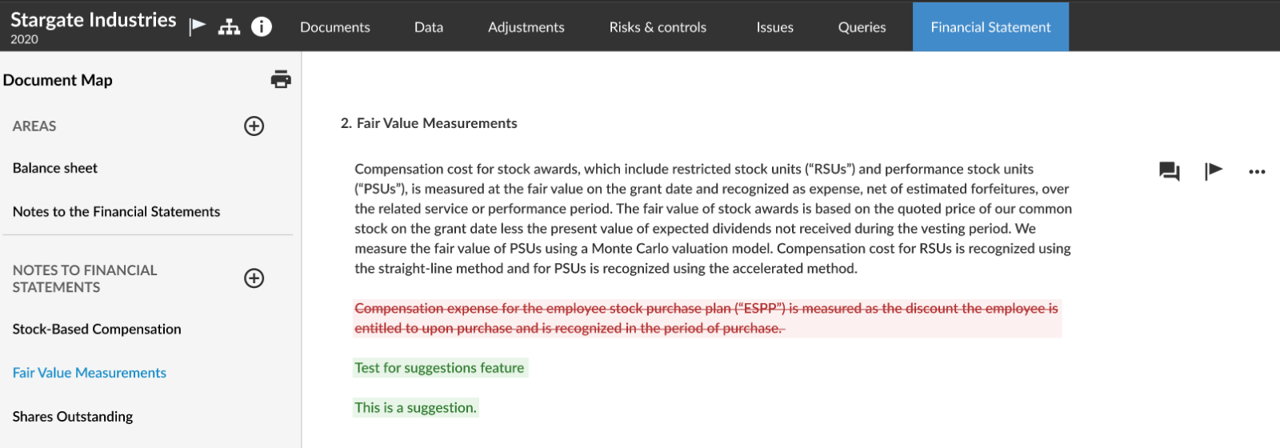 Stargate Industries
2020
Documents
Data
Adjustments
Risks & controls
Issues
Queries
Financial Statement
Document Map
AREAS
Balance sheet
Notes to the Financial Statements
NOTES TO FINANCIAL
STATEMENTS
Stock-Based Compensation
Fair Value Measurements
Shares Outstanding
2. Fair Value Measurements
Compensation cost for stock awards, which include restricted stock units (“RSUs”) and performance stock units
(“PSUs”), is measured at the fair value on the grant date and recognized as expense, net of estimated forfeitures, over
the related service or performance period. The fair value of stock awards is based on the quoted price of our common
stock on the grant date less the present value of expected dividends not received during the vesting period. We
measure the fair value of PSUs using a Monte Carlo valuation model. Compensation cost for RSUs is recognized using
the straight-line method and for PSUs is recognized using the accelerated method.
Compensation expense for the employee stock purchase plan (“ESPP”) is measured as the discount the employee is
entitled to upon purchase and is recognized in the period of purchase.
Test for suggestions feature
This is a suggestion.